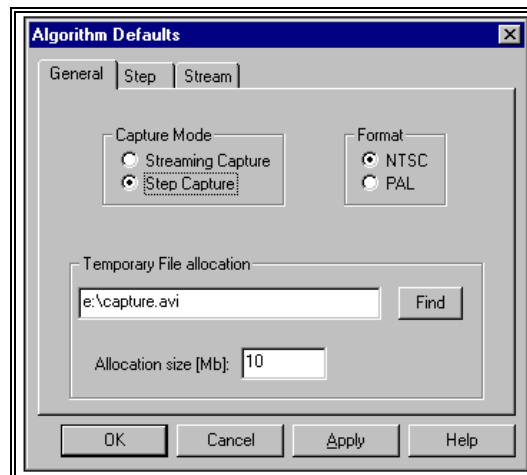 Algorithm Defaults
General Step Stream
Capture Mode Format
Streaming Capture NTSC
Step Capture PAL
Temporary File allocation
e:\capture.avi Find
Allocation size [Mb]: 10
OK Cancel Apply Help